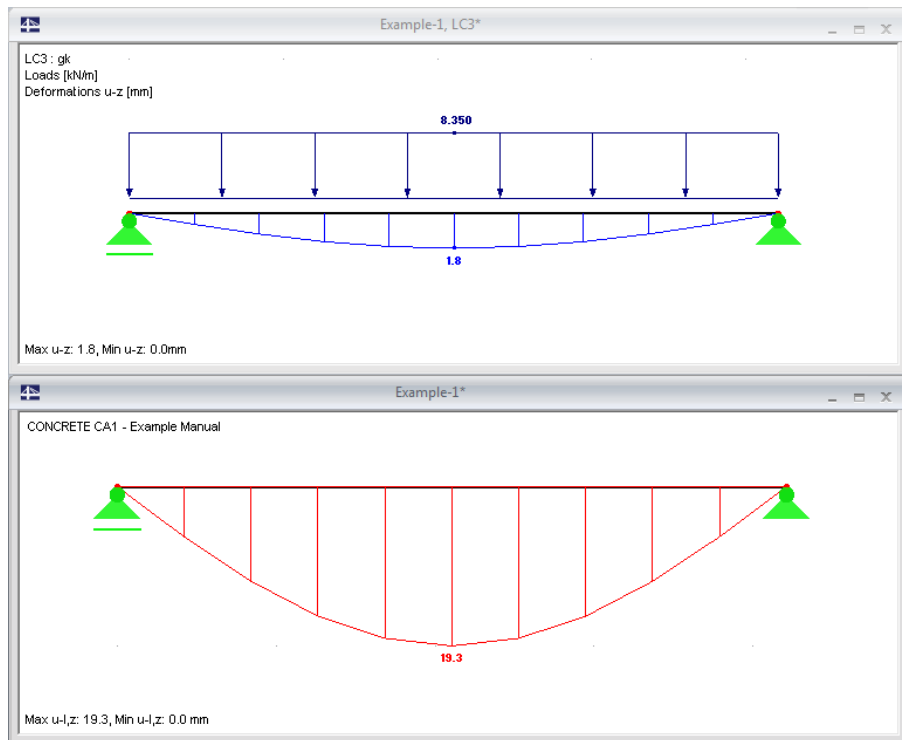 Example-1, LC3*
LC3 : gk
Loads [kN/m]
Deformations u-z [mm]
8.350
1.8
Max u-z: 1.8, Min u-z: 0.0mm
Example-1*
CONCRETE CA1 - Example Manual
19.3
Max u-l,z: 19.3, Min u-l,z: 0.0 mm